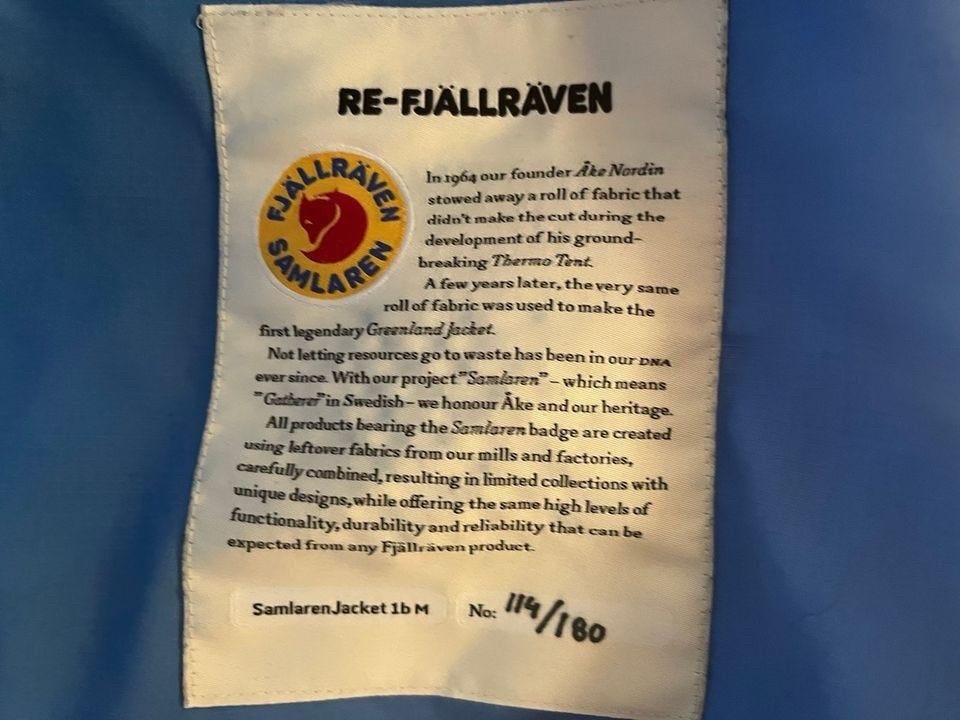 RE-FJÄLLRÄVEN
FJÄLLRÄVEN
SAMLAREN
In 1964 our founder Åke Nordin
stowed away a roll of fabric that
didn't make the cut during the
development of his ground-
breaking Thermo Tent.
A few years later, the very same
roll of fabric was used to make the
first legendary Greenland Jacket.
Not letting resources go to waste has been in our DNA
ever since. With our project "Samlaren" – which means
"Gatherer" in Swedish – we honour Åke and our heritage.
All products bearing the Samlaren badge are created
using leftover fabrics from our mills and factories,
carefully combined, resulting in limited collections with
unique designs, while offering the same high levels of
functionality, durability and reliability that can be
expected from any Fjällräven product.
Samlaren Jacket 1b M No: 114/180